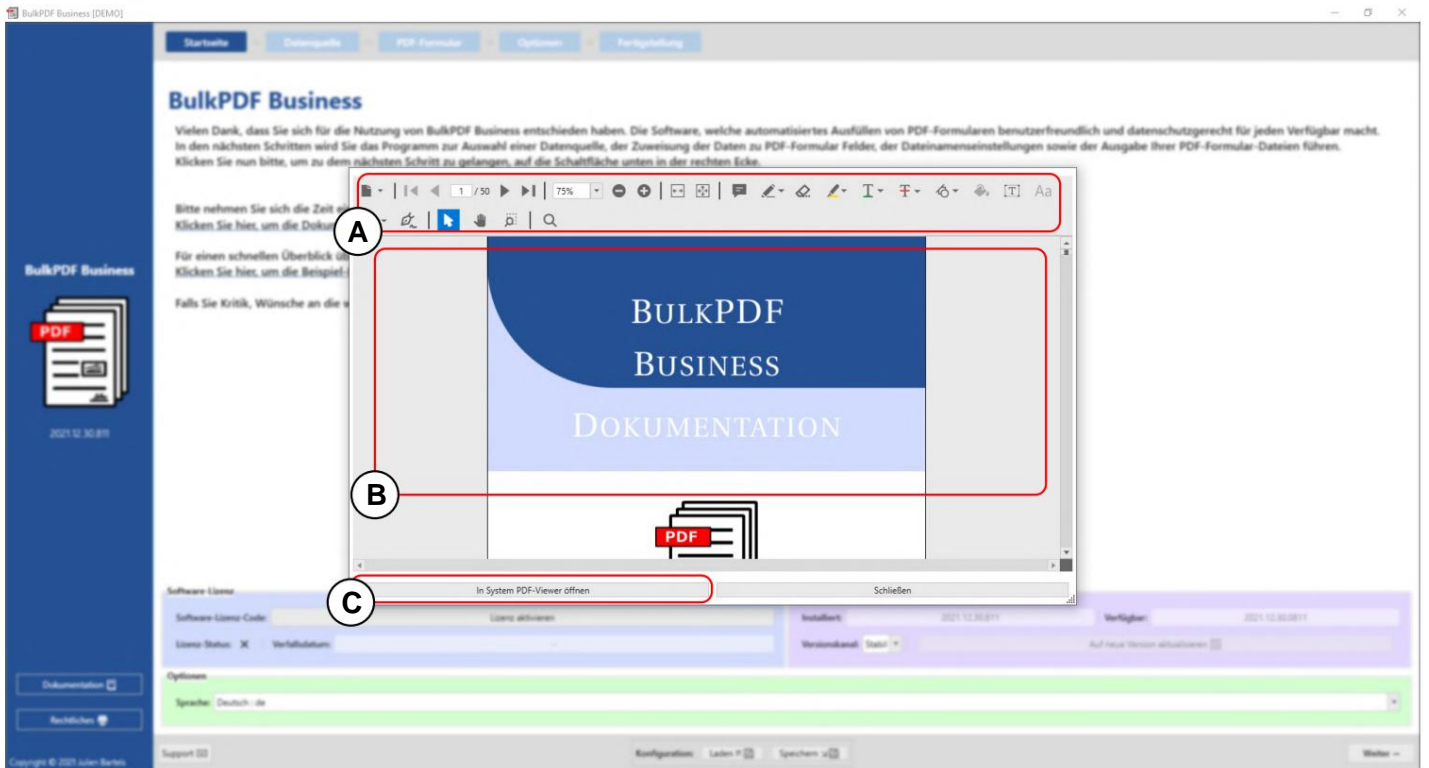 BulkPDF Business [DEMO]
Startseite
Datenquelle
PDF-Formular
Optionen
Fertigstellung
BulkPDF Business
Vielen Dank, dass Sie sich für die Nutzung von BulkPDF Business entschieden haben. Die Software, welche automatisiertes Ausfüllen von PDF-Formularen benutzerfreundlich und datenschutzgerecht für jeden Verfügbar macht.
In den nächsten Schritten wird Sie das Programm zur Auswahl einer Datenquelle, der Zuweisung der Daten zu PDF-Formular Felder, der Dateinamenseinstellungen sowie der Ausgabe Ihrer PDF-Formular-Dateien führen.
Klicken Sie nun bitte, um zu dem nächsten Schritt zu gelangen, auf die Schaltfläche unten in der rechten Ecke.
1 / 50
75%
T
T
[T]
Aa
Bitte nehmen Sie sich die Zeit
Klicken Sie hier, um die
A
Für einen schnellen Überblick
Klicken Sie hier, um die Beispiel-
Falls Sie Kritik, Wünsche an die
BulkPDF Business
PDF
2021.12.30.811
BulkPDF
Business
Dokumentation
B
PDF
In System PDF-Viewer öffnen
Schließen
C
Software-Lizenz
Software-Lizenz Code:
Lizenz aktivieren
Installiert:
2021.12.30.811
Verfügbar:
2021.12.30.0811
Lizenz Status:
Verfallsdatum:
-
Versionskanal:
Stabil
Auf neue Version aktualisieren
Optionen
Sprache:
Deutsch : de
Dokumentation
Rechtliches
Copyright © 2021 Julien Bartels
Support
Konfiguration:
Laden
Speichern
Weiter